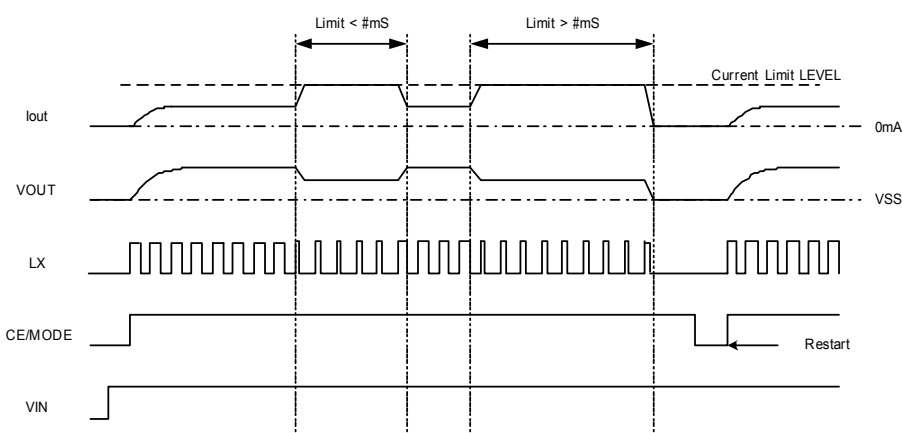 Limit < #mS
Limit > #mS
Current Limit LEVEL
Iout
0mA
VOUT
VSS
LX
CE/MODE
Restart
VIN